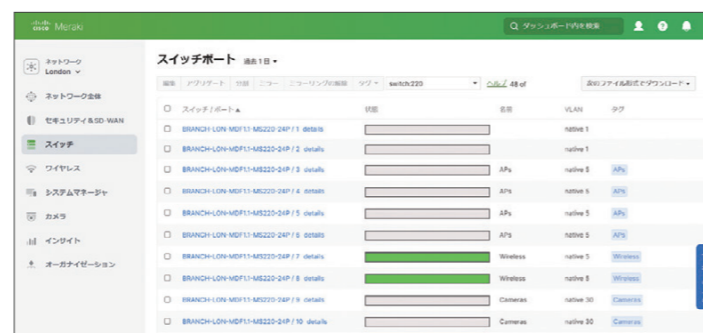 cisco Meraki
ダッシュボード内を検索
ネットワーク
London
ネットワーク全体
セキュリティ&SD-WAN
スイッチ
ワイヤレス
システムマネージャ
カメラ
インサイト
オーガナイゼーション
スイッチポート 過去1日
編集 アグリゲート 分割 ミラー ミラーリングの解除 タグ switch:220 ヘルプ 48 of 次のファイル形式でダウンロード
スイッチ / ポート 状態 名前 VLAN タグ
BRANCH-LON-MDF1.1-MS220-24P / 1 details native 1
BRANCH-LON-MDF1.1-MS220-24P / 2 details native 1
BRANCH-LON-MDF1.1-MS220-24P / 3 details APs native 5 APs
BRANCH-LON-MDF1.1-MS220-24P / 4 details APs native 5 APs
BRANCH-LON-MDF1.1-MS220-24P / 5 details APs native 5 APs
BRANCH-LON-MDF1.1-MS220-24P / 6 details APs native 5 APs
BRANCH-LON-MDF1.1-MS220-24P / 7 details Wireless native 5 Wireless
BRANCH-LON-MDF1.1-MS220-24P / 8 details Wireless native 5 Wireless
BRANCH-LON-MDF1.1-MS220-24P / 9 details Cameras native 30 Cameras
BRANCH-LON-MDF1.1-MS220-24P / 10 details Cameras native 30 Cameras